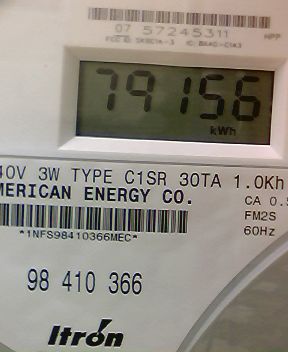 07 57245311
79156
kWh
40V 3W TYPE C1SR 30TA 1.0Kh
MERICAN ENERGY CO.
CA 0.5
FM2S
60Hz
*1NFS98410366MEC*
98 410 366
Itron